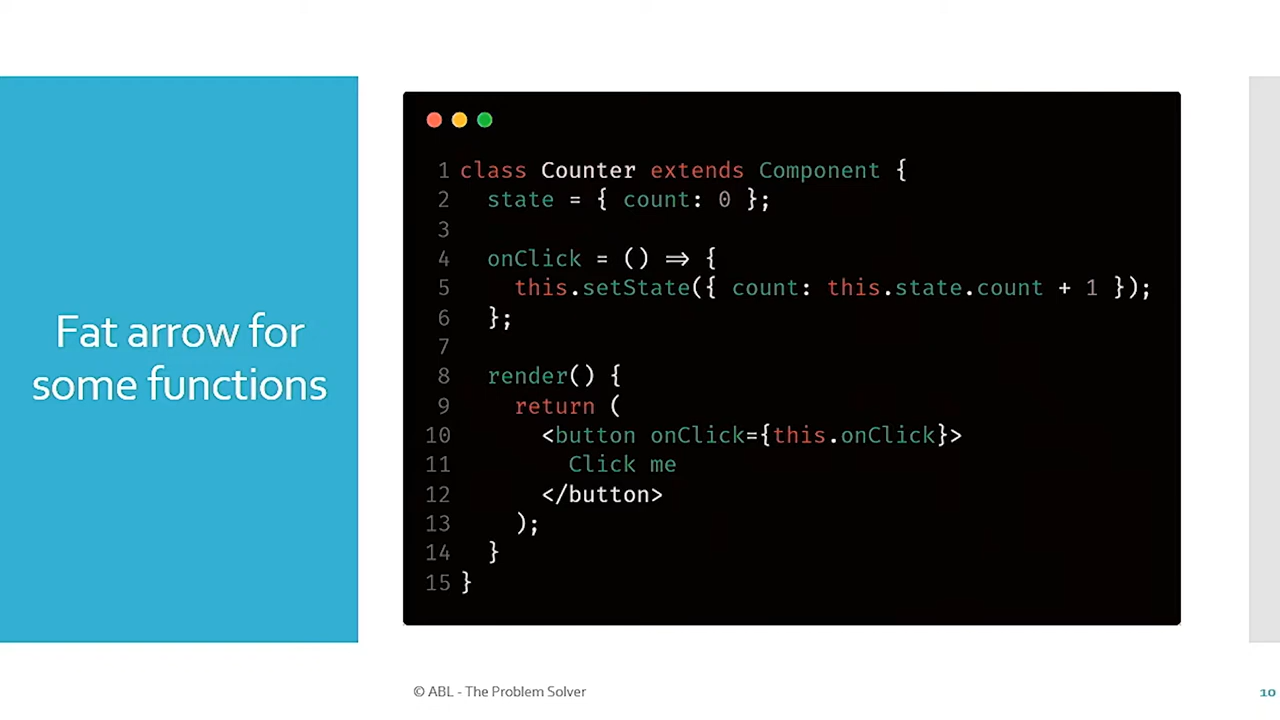 Fat arrow for
some functions
1 class Counter extends Component {
2   state = { count: 0 };
3
4   onClick = () => {
5     this.setState({ count: this.state.count + 1 });
6   };
7
8   render() {
9     return (
10       <button onClick={this.onClick}>
11         Click me
12       </button>
13     );
14   }
15 }
© ABL - The Problem Solver
10